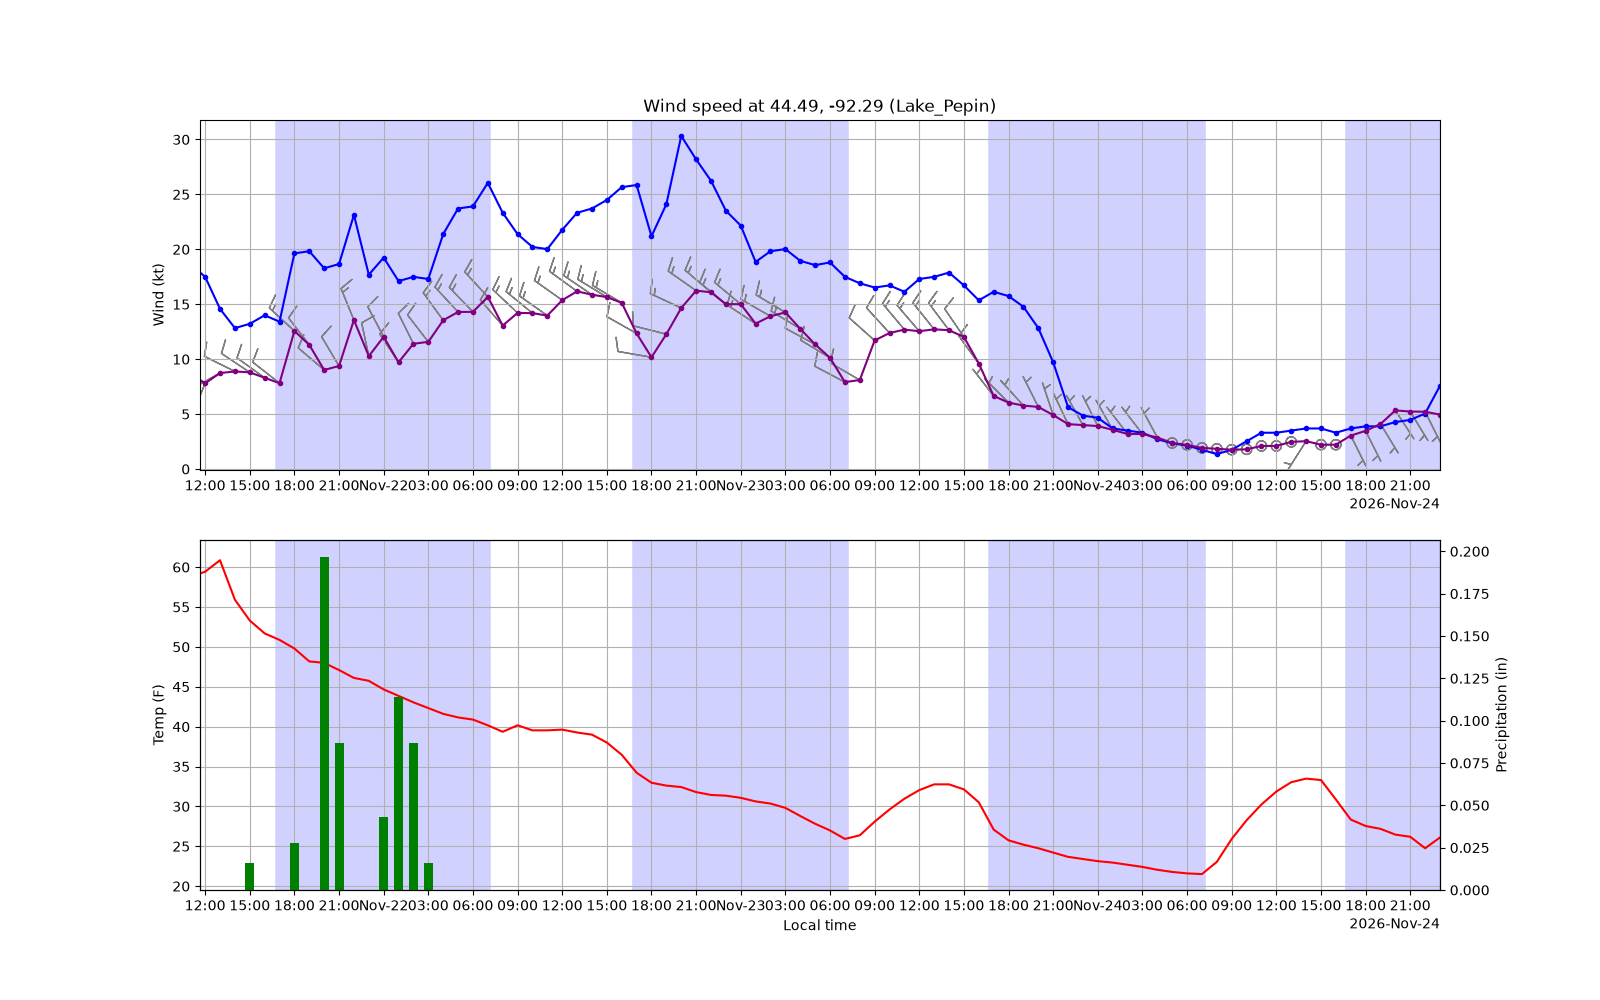 Wind speed at 44.49, -92.29 (Lake_Pepin)
Wind (kt)
30
25
20
15
10
5
0
12:00 15:00 18:00 21:00 Nov-22 03:00 06:00 09:00 12:00 15:00 18:00 21:00 Nov-23 03:00 06:00 09:00 12:00 15:00 18:00 21:00 Nov-24 03:00 06:00 09:00 12:00 15:00 18:00 21:00
2026-Nov-24
Temp (F)
60
55
50
45
40
35
30
25
20
0.200
0.175
0.150
0.125
0.100
0.075
0.050
0.025
0.000
Precipitation (in)
12:00 15:00 18:00 21:00 Nov-22 03:00 06:00 09:00 12:00 15:00 18:00 21:00 Nov-23 03:00 06:00 09:00 12:00 15:00 18:00 21:00 Nov-24 03:00 06:00 09:00 12:00 15:00 18:00 21:00
Local time
2026-Nov-24